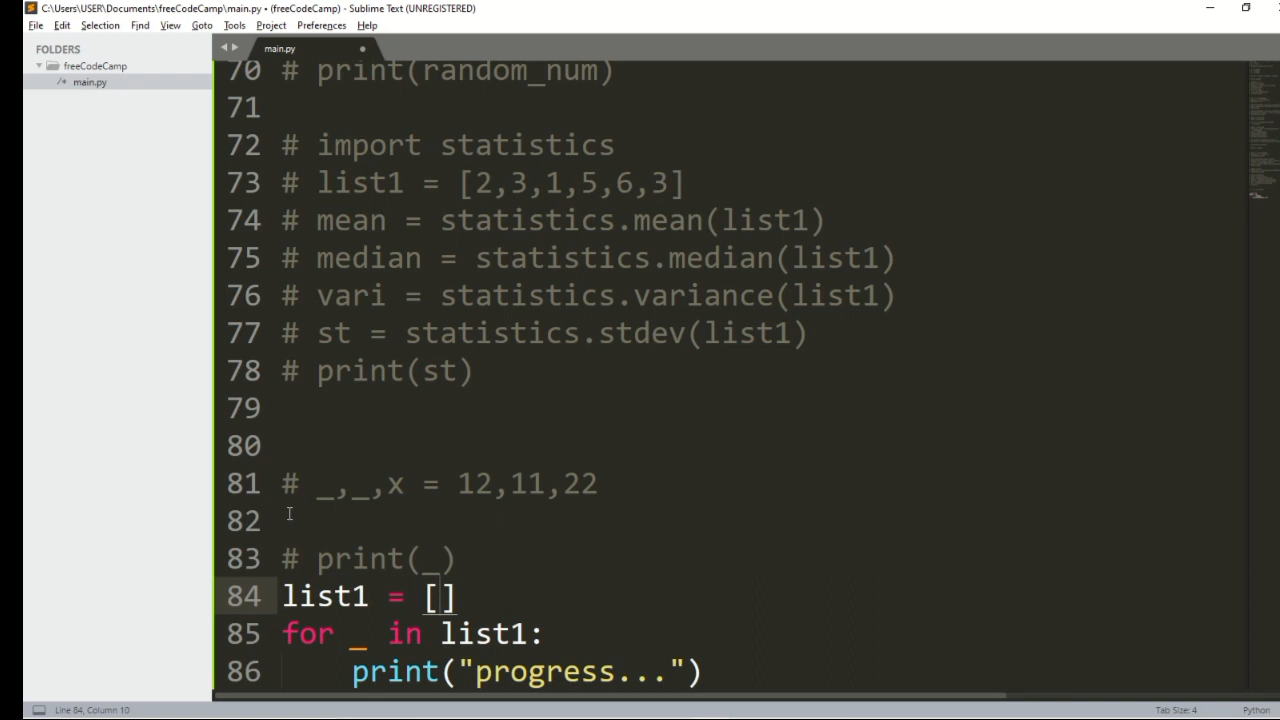 C:\Users\USER\Documents\freeCodeCamp\main.py • (freeCodeCamp) - Sublime Text (UNREGISTERED)
File Edit Selection Find View Goto Tools Project Preferences Help
FOLDERS
freeCodeCamp
/* main.py
main.py
70 # print(random_num)
71
72 # import statistics
73 # list1 = [2,3,1,5,6,3]
74 # mean = statistics.mean(list1)
75 # median = statistics.median(list1)
76 # vari = statistics.variance(list1)
77 # st = statistics.stdev(list1)
78 # print(st)
79
80
81 # _,_,x = 12,11,22
82
83 # print(_)
84 list1 = []
85 for _ in list1:
86 print("progress...")
Line 84, Column 10
Tab Size: 4
Python